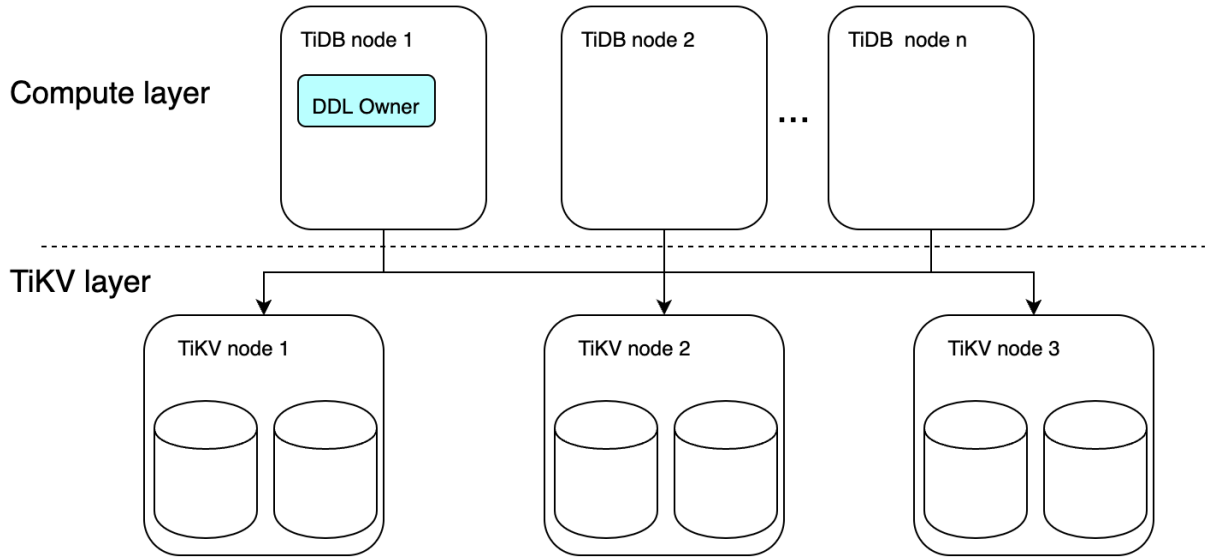 TiDB node 1
TiDB node 2
TiDB node n
DDL Owner
Compute layer
...
TiKV layer
TiKV node 1
TiKV node 2
TiKV node 3